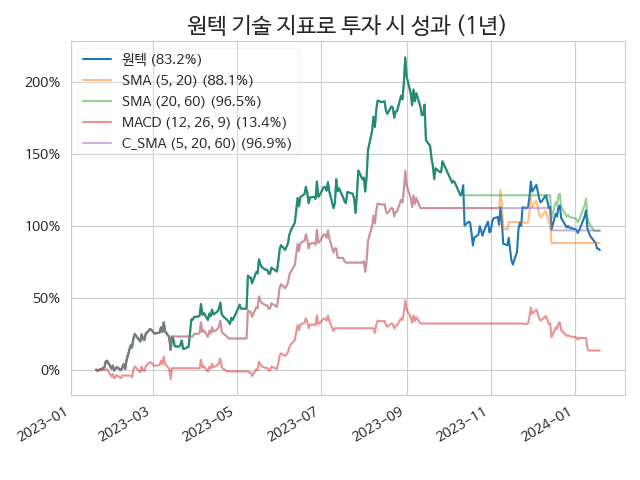 원텍 기술 지표로 투자 시 성과 (1년)
원텍 (83.2%)
SMA (5, 20) (88.1%)
SMA (20, 60) (96.5%)
MACD (12, 26, 9) (13.4%)
C_SMA (5, 20, 60) (96.9%)
200%
150%
100%
50%
0%
2023-01
2023-03
2023-05
2023-07
2023-09
2023-11
2024-01